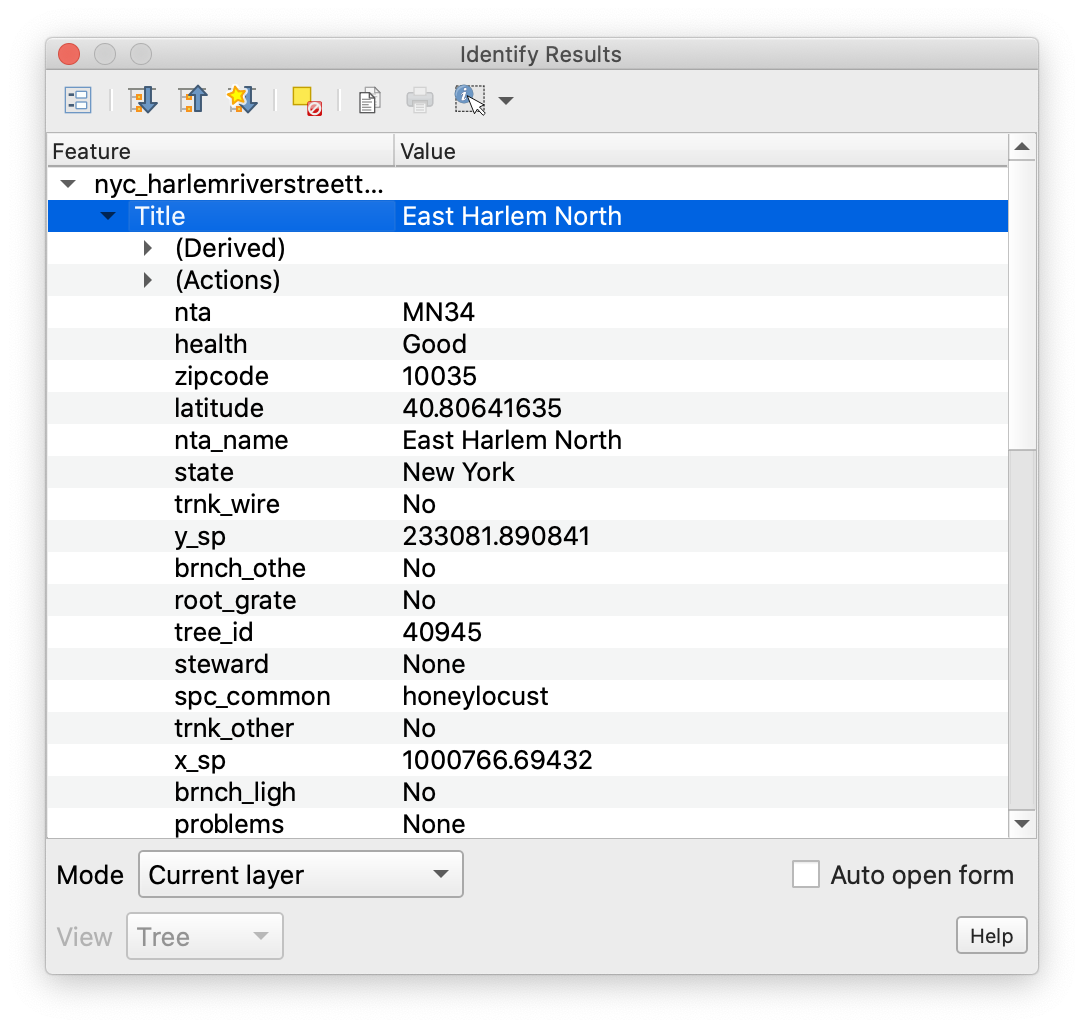 Identify Results
Feature Value
nyc_harlemriverstreett...
Title East Harlem North
(Derived)
(Actions)
nta MN34
health Good
zipcode 10035
latitude 40.80641635
nta_name East Harlem North
state New York
trnk_wire No
y_sp 233081.890841
brnch_othe No
root_grate No
tree_id 40945
steward None
spc_common honeylocust
trnk_other No
x_sp 1000766.69432
brnch_ligh No
problems None
Mode Current layer Auto open form
View Tree Help